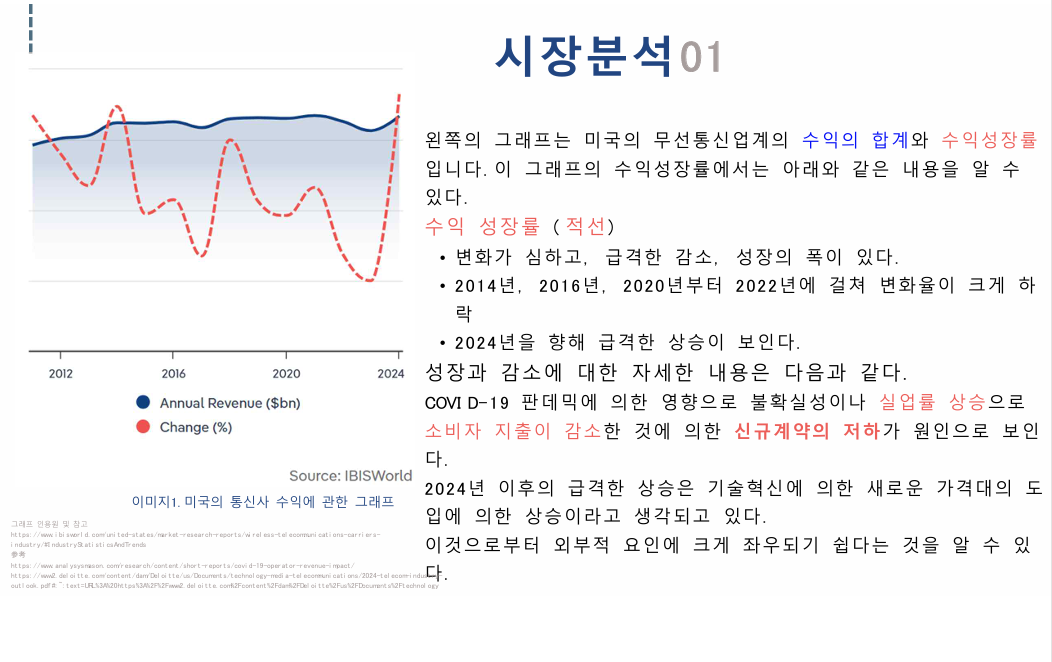 시장분석01
2012 2016 2020 2024
Annual Revenue ($bn)
Change (%)
Source: IBISWorld
이미지1. 미국의 통신사 수익에 관한 그래프
그래프 인용원 및 참고
https://www.ibisworld.com/united-states/market-research-reports/wireless-telecommunications-carriers-
industry/#IndustryStatisticsAndTrends
参考
https://www.analysysmason.com/research/content/short-reports/covid-19-operator-revenue-impact/
https://www2.deloitte.com/content/dam/Deloitte/us/Documents/technology-media-telecommunications/2024-telecom-industry-
outlook.pdf#:~:text=URL%3A%20https%3A%2F%2Fwww2.deloitte.com%2Fcontent%2Fdam%2FDeloitte%2Fus%2FDocuments%2Ftechnology
왼쪽의 그래프는 미국의 무선통신업계의 수익의 합계와 수익성장률
입니다. 이 그래프의 수익성장률에서는 아래와 같은 내용을 알 수
있다.
수익 성장률 (적선)
• 변화가 심하고, 급격한 감소, 성장의 폭이 있다.
• 2014년, 2016년, 2020년부터 2022년에 걸쳐 변화율이 크게 하
락
• 2024년을 향해 급격한 상승이 보인다.
성장과 감소에 대한 자세한 내용은 다음과 같다.
COVID-19 판데믹에 의한 영향으로 불확실성이나 실업률 상승으로
소비자 지출이 감소한 것에 의한 신규계약의 저하가 원인으로 보인
다.
2024년 이후의 급격한 상승은 기술혁신에 의한 새로운 가격대의 도
입에 의한 상승이라고 생각되고 있다.
이것으로부터 외부적 요인에 크게 좌우되기 쉽다는 것을 알 수 있
다.